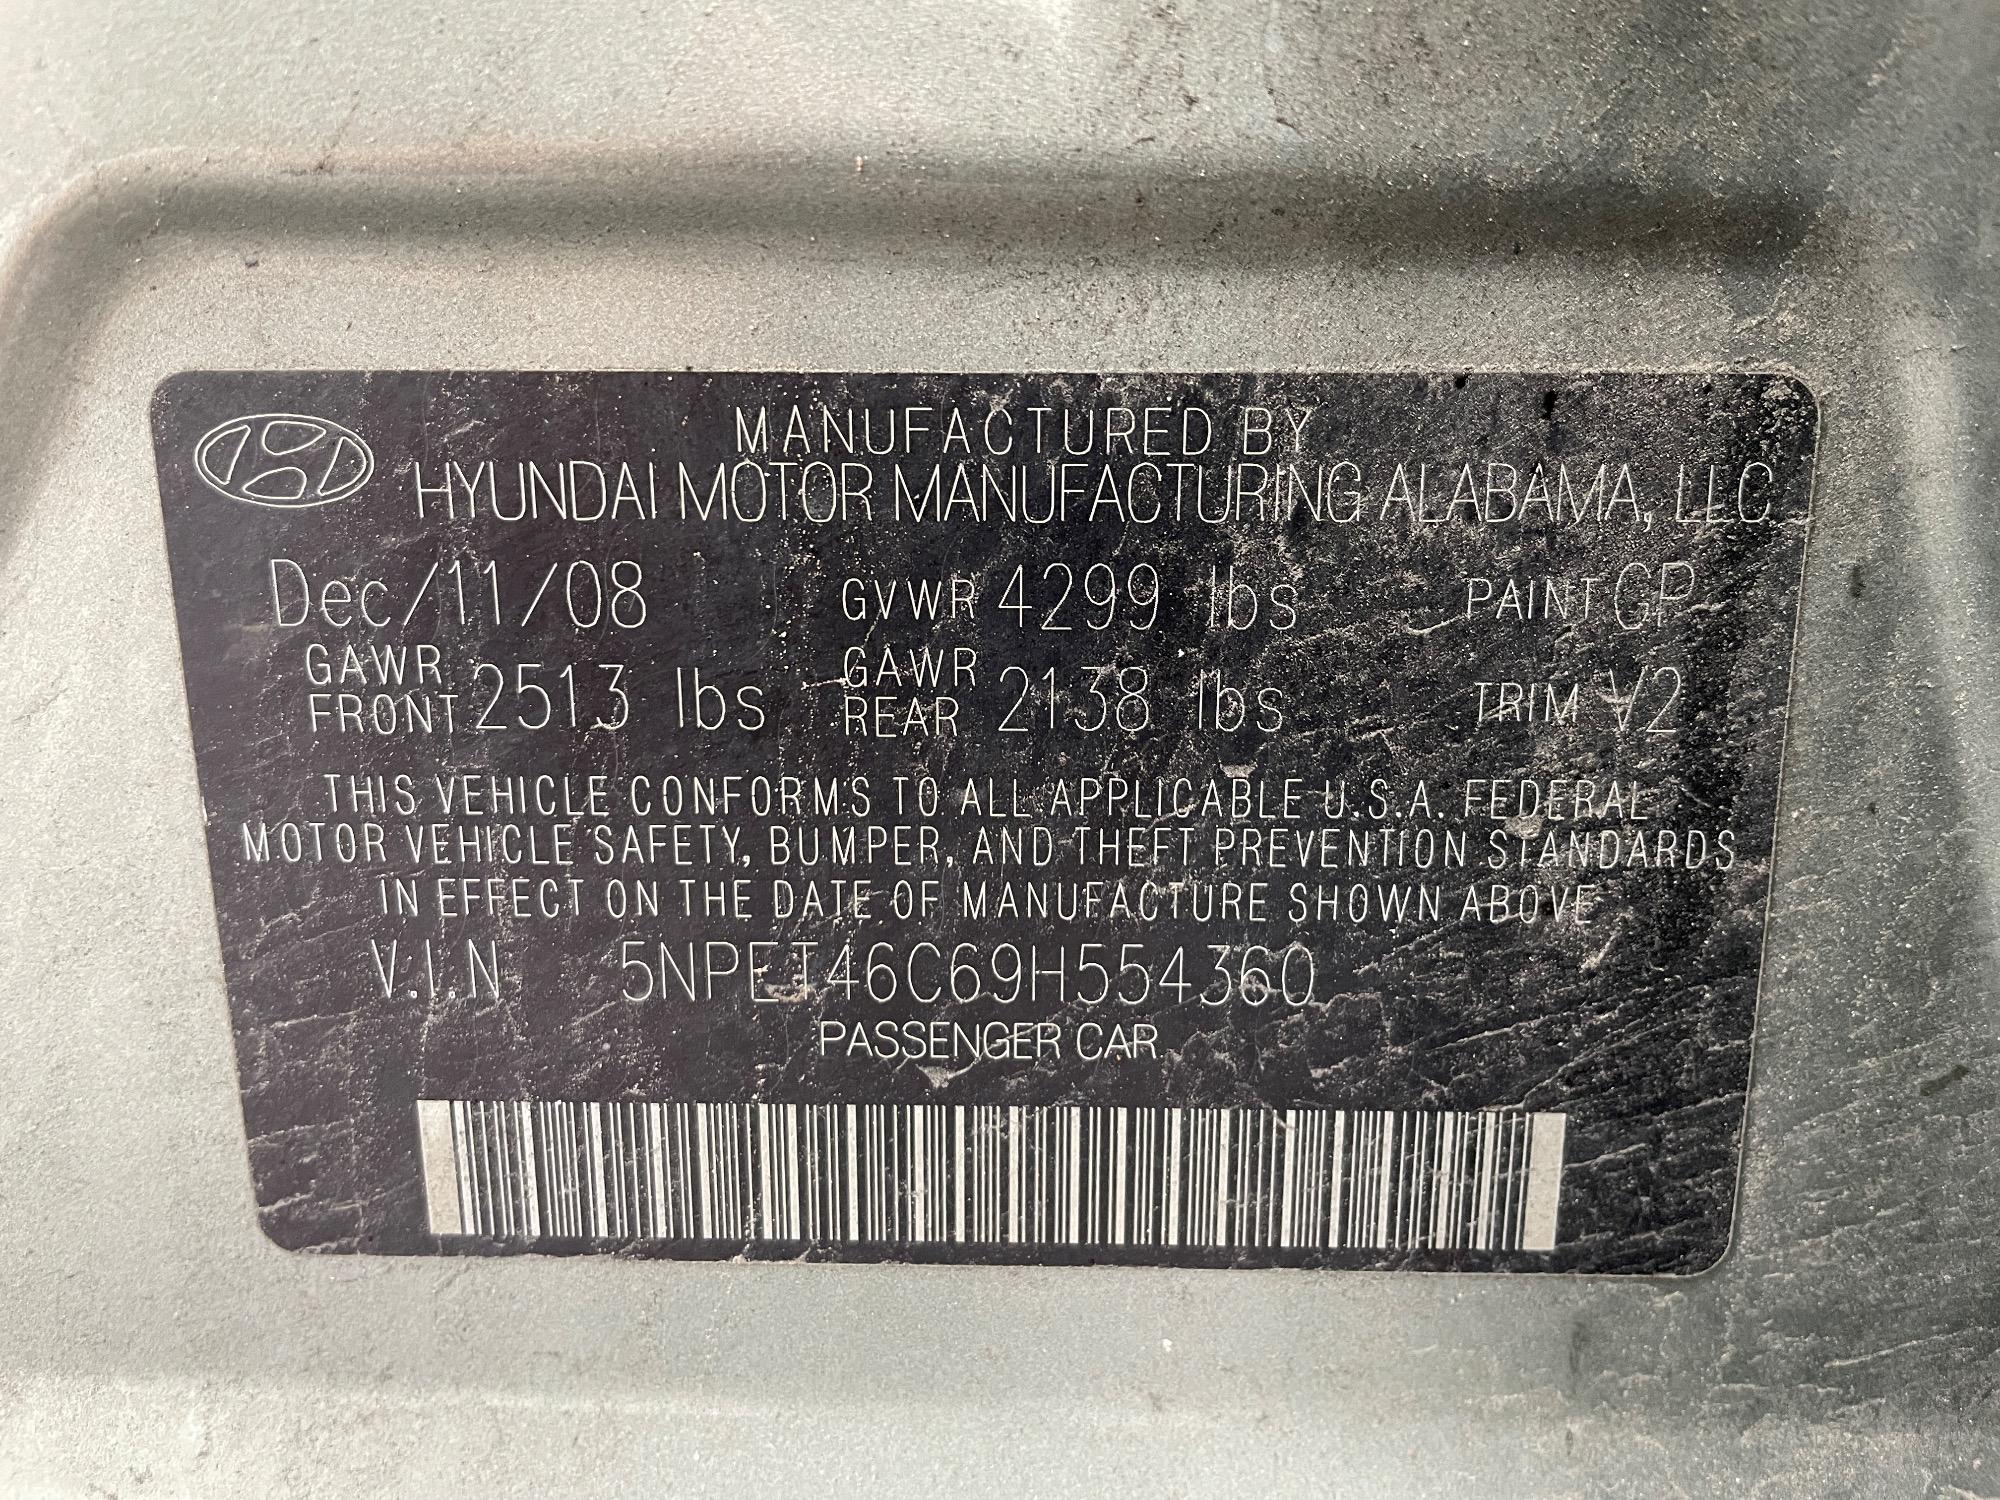 MANUFACTURED BY
HYUNDAI MOTOR MANUFACTURING ALABAMA, LLC
Dec/11/08 GVWR 4299 lbs PAINT GP
GAWR FRONT 2513 lbs GAWR REAR 2138 lbs TRIM V2
THIS VEHICLE CONFORMS TO ALL APPLICABLE U.S.A. FEDERAL
MOTOR VEHICLE SAFETY, BUMPER, AND THEFT PREVENTION STANDARDS
IN EFFECT ON THE DATE OF MANUFACTURE SHOWN ABOVE
V.I.N 5NPET46C69H554360
PASSENGER CAR